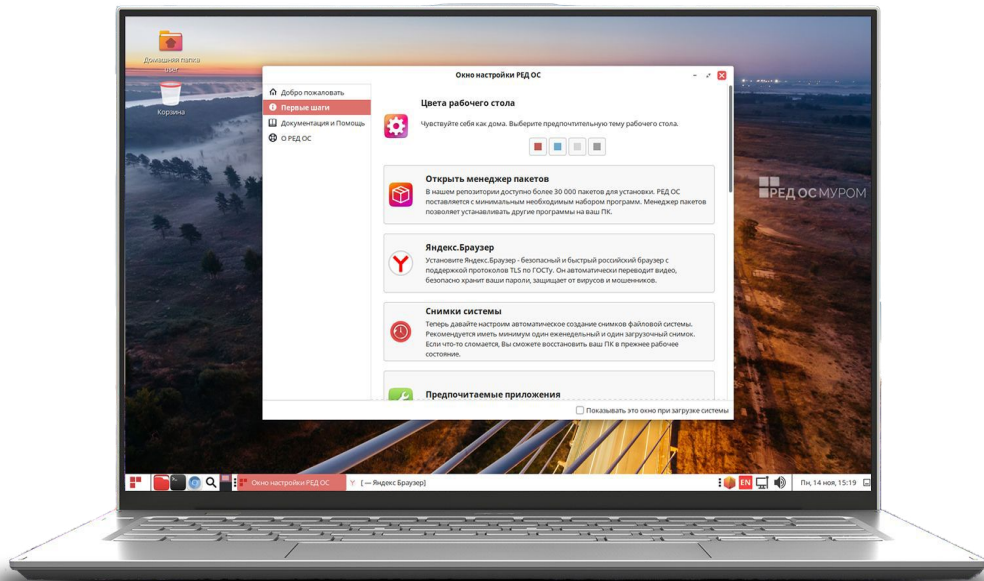 Домашняя папка
user
Корзина
Окно настройки РЕД ОС
Добро пожаловать
Первые шаги
Документация и Помощь
О РЕД ОС
Цвета рабочего стола
Чувствуйте себя как дома. Выберите предпочтительную тему рабочего стола.
Открыть менеджер пакетов
В нашем репозитории доступно более 30 000 пакетов для установки. РЕД ОС
поставляется с минимальным необходимым набором программ. Менеджер пакетов
позволяет устанавливать другие программы на ваш ПК.
Яндекс.Браузер
Установите Яндекс.Браузер - безопасный и быстрый российский браузер с
поддержкой протоколов TLS по ГОСТу. Он автоматически переводит видео,
безопасно хранит ваши пароли, защищает от вирусов и мошенников.
Снимки системы
Теперь давайте настроим автоматическое создание снимков файловой системы.
Рекомендуется иметь минимум один еженедельный и один загрузочный снимок.
Если что-то сломается, Вы сможете восстановить ваш ПК в прежнее рабочее
состояние.
Предпочитаемые приложения
Показывать это окно при загрузке системы
РЕД ОС МУРОМ
Окно настройки РЕД ОС
[— Яндекс Браузер]
EN
Пн, 14 ноя, 15:19